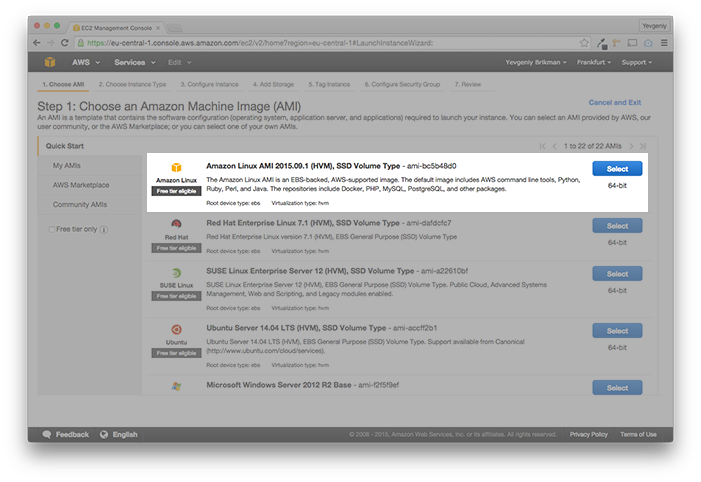 EC2 Management Console
Yevgeniy
https://eu-central-1.console.aws.amazon.com/ec2/v2/home?region=eu-central-1#LaunchInstanceWizard:
AWS Services Edit Yevgeniy Brikman Frankfurt Support
1. Choose AMI 2. Choose Instance Type 3. Configure Instance 4. Add Storage 5. Tag Instance 6. Configure Security Group 7. Review
Step 1: Choose an Amazon Machine Image (AMI)
Cancel and Exit
An AMI is a template that contains the software configuration (operating system, application server, and applications) required to launch your instance. You can select an AMI provided by AWS, our
user community, or the AWS Marketplace; or you can select one of your own AMIs.
Quick Start
My AMIs
AWS Marketplace
Community AMIs
Free tier only
1 to 22 of 22 AMIs
Amazon Linux
Free tier eligible
Amazon Linux AMI 2015.09.1 (HVM), SSD Volume Type - ami-bc5b48d0
The Amazon Linux AMI is an EBS-backed, AWS-supported image. The default image includes AWS command line tools, Python,
Ruby, Perl, and Java. The repositories include Docker, PHP, MySQL, PostgreSQL, and other packages.
Root device type: ebs Virtualization type: hvm
Select
64-bit
Red Hat
Free tier eligible
Red Hat Enterprise Linux 7.1 (HVM), SSD Volume Type - ami-dafdcfc7
Red Hat Enterprise Linux version 7.1 (HVM), EBS General Purpose (SSD) Volume Type
Root device type: ebs Virtualization type: hvm
Select
64-bit
SUSE Linux
Free tier eligible
SUSE Linux Enterprise Server 12 (HVM), SSD Volume Type - ami-a22610bf
SUSE Linux Enterprise Server 12 (HVM), EBS General Purpose (SSD) Volume Type. Public Cloud, Advanced Systems
Management, Web and Scripting, and Legacy modules enabled.
Root device type: ebs Virtualization type: hvm
Select
64-bit
Ubuntu
Free tier eligible
Ubuntu Server 14.04 LTS (HVM), SSD Volume Type - ami-accff2b1
Ubuntu Server 14.04 LTS (HVM), EBS General Purpose (SSD) Volume Type. Support available from Canonical
(http://www.ubuntu.com/cloud/services).
Root device type: ebs Virtualization type: hvm
Select
64-bit
Microsoft Windows Server 2012 R2 Base - ami-f2f5f9ef
Select
Feedback English
© 2008 - 2015, Amazon Web Services, Inc. or its affiliates. All rights reserved. Privacy Policy Terms of Use